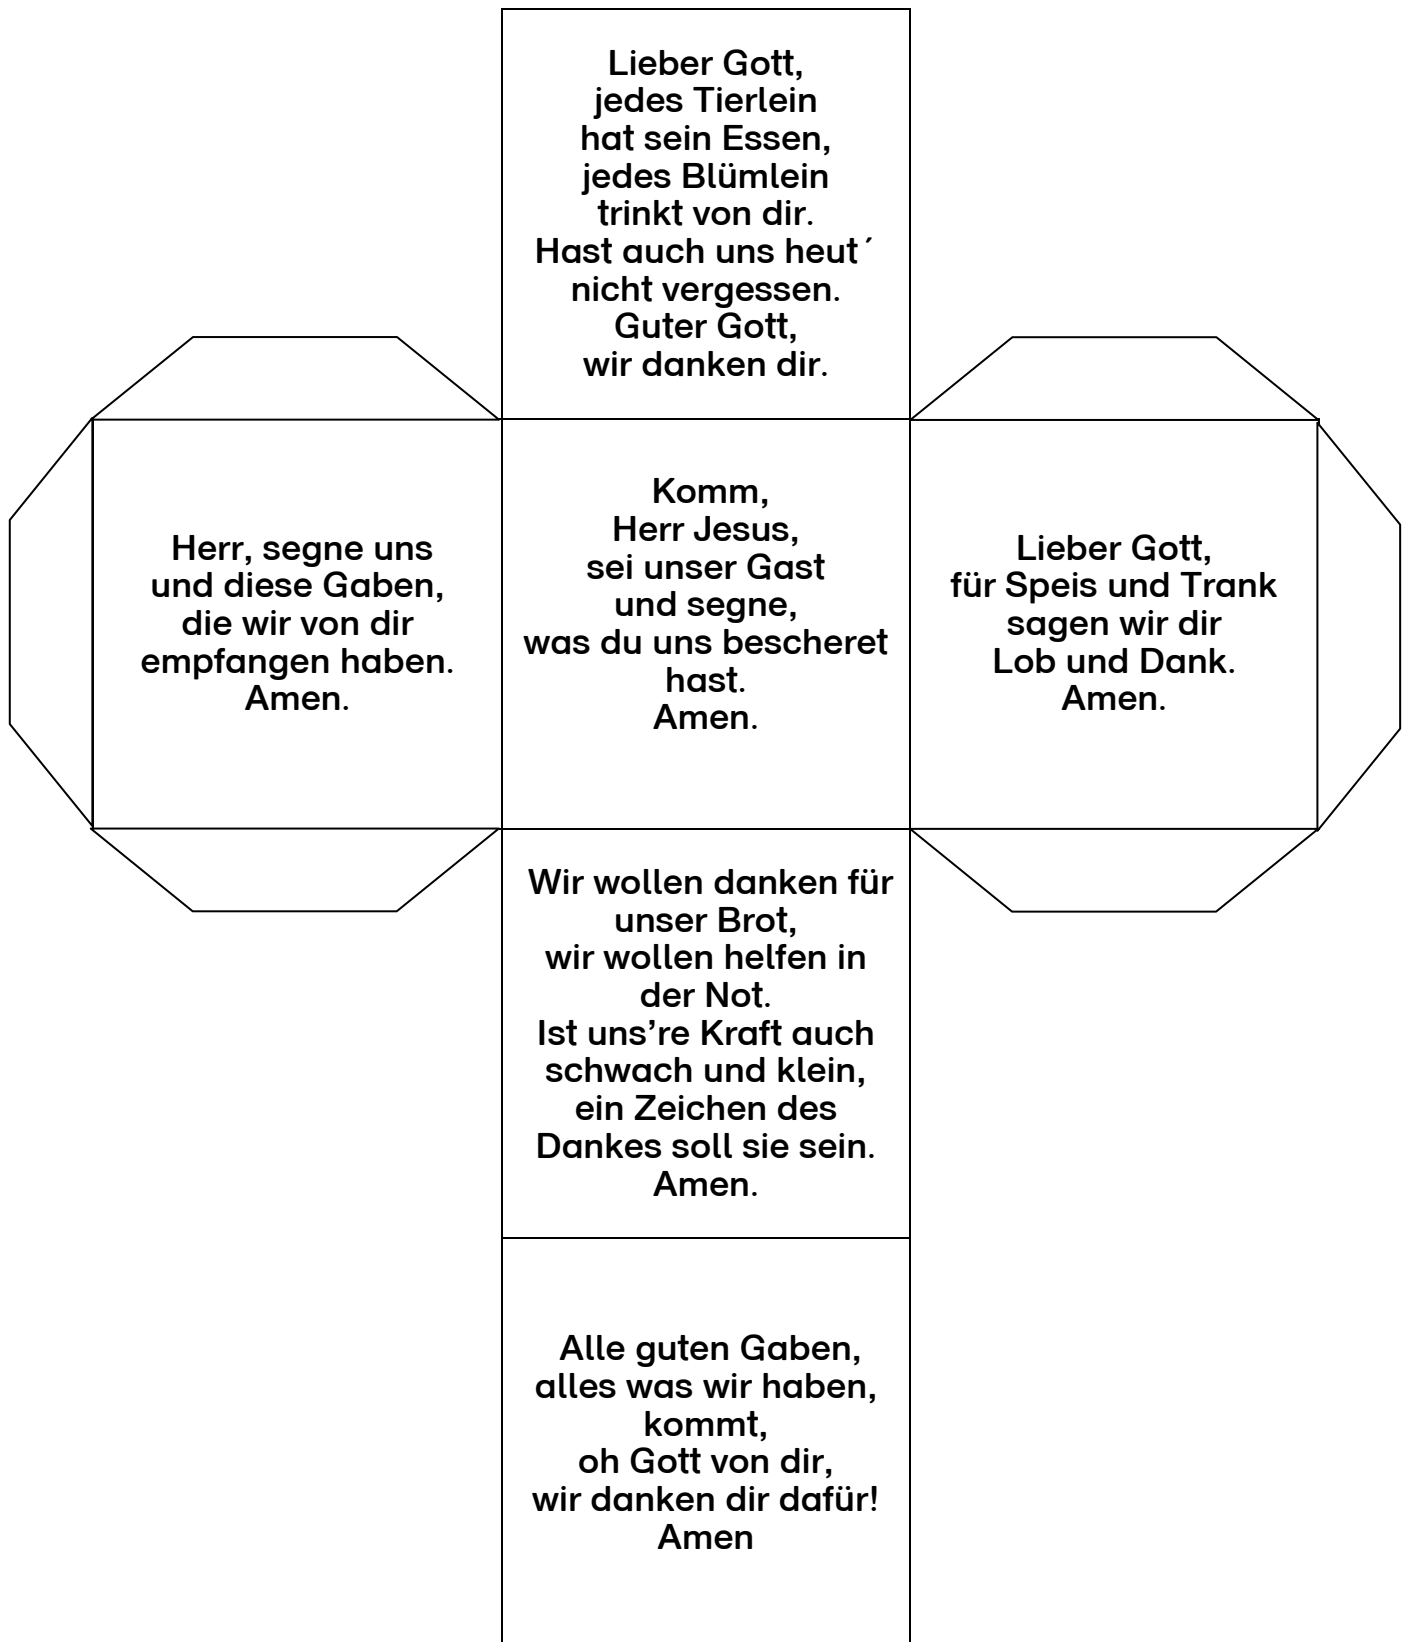 Lieber Gott,
jedes Tierlein
hat sein Essen,
jedes Blümlein
trinkt von dir.
Hast auch uns heut´
nicht vergessen.
Guter Gott,
wir danken dir.
Herr, segne uns
und diese Gaben,
die wir von dir
empfangen haben.
Amen.
Komm,
Herr Jesus,
sei unser Gast
und segne,
was du uns bescheret
hast.
Amen.
Lieber Gott,
für Speis und Trank
sagen wir dir
Lob und Dank.
Amen.
Wir wollen danken für
unser Brot,
wir wollen helfen in
der Not.
Ist uns’re Kraft auch
schwach und klein,
ein Zeichen des
Dankes soll sie sein.
Amen.
Alle guten Gaben,
alles was wir haben,
kommt,
oh Gott von dir,
wir danken dir dafür!
Amen